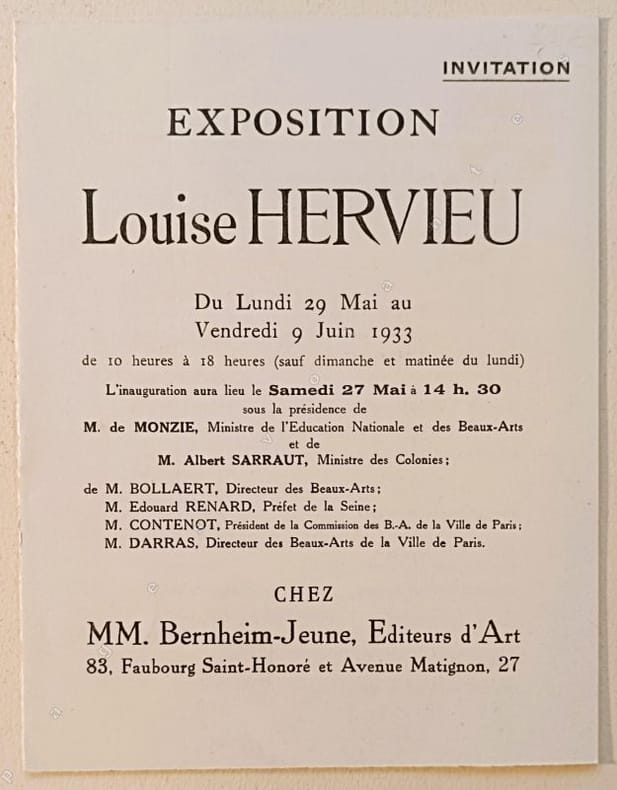 INVITATION
EXPOSITION
Louise HERVIEU
Du Lundi 29 Mai au
Vendredi 9 Juin 1933
de 10 heures à 18 heures (sauf dimanche et matinée du lundi)
L'inauguration aura lieu le Samedi 27 Mai à 14 h. 30
sous la présidence de
M. de MONZIE, Ministre de l'Education Nationale et des Beaux-Arts
et de
M. Albert SARRAUT, Ministre des Colonies;
de M. BOLLAERT, Directeur des Beaux-Arts;
M. Edouard RENARD, Préfet de la Seine;
M. CONTENOT, Président de la Commission des B.-A. de la Ville de Paris;
M. DARRAS, Directeur des Beaux-Arts de la Ville de Paris.
CHEZ
MM. Bernheim-Jeune, Editeurs d'Art
83, Faubourg Saint-Honoré et Avenue Matignon, 27